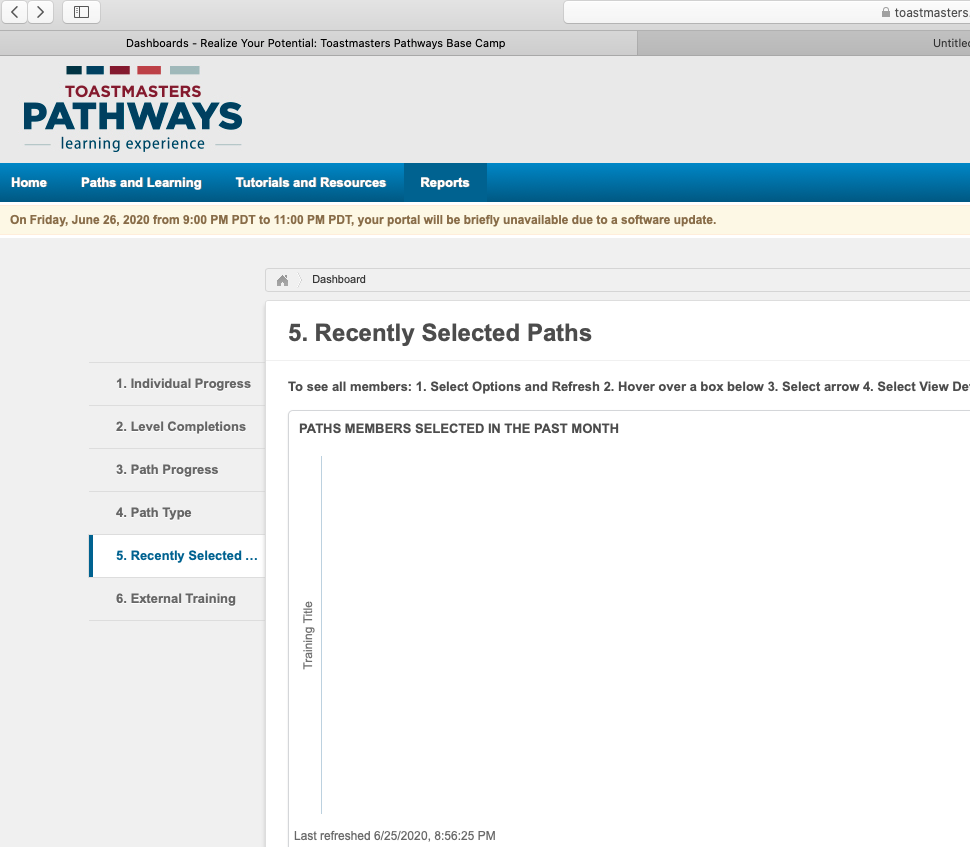 toastmasters.
Dashboards - Realize Your Potential: Toastmasters Pathways Base Camp
TOASTMASTERS
PATHWAYS
learning experience
Home Paths and Learning Tutorials and Resources Reports
On Friday, June 26, 2020 from 9:00 PM PDT to 11:00 PM PDT, your portal will be briefly unavailable due to a software update.
Dashboard
5. Recently Selected Paths
1. Individual Progress
2. Level Completions
3. Path Progress
4. Path Type
5. Recently Selected ...
6. External Training
To see all members: 1. Select Options and Refresh 2. Hover over a box below 3. Select arrow 4. Select View
PATHS MEMBERS SELECTED IN THE PAST MONTH
Training Title
Last refreshed 6/25/2020, 8:56:25 PM